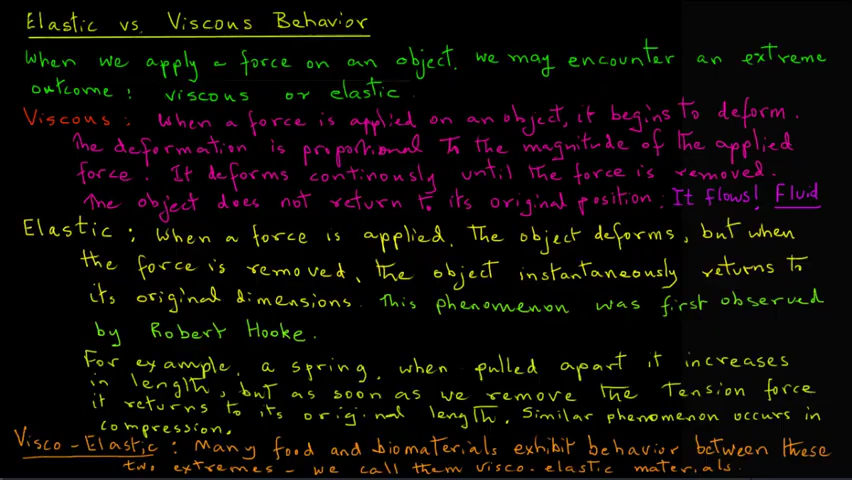 Elastic vs. Viscous Behavior
When we apply a force on an object, we may encounter an extreme
outcome: viscous or elastic.
Viscous: When a force is applied on an object, it begins to deform.
The deformation is proportional to the magnitude of the applied
force. It deforms continously until the force is removed.
The object does not return to its original position. It flows! Fluid
Elastic: When a force is applied, the object deforms, but when
the force is removed, the object instantaneously returns to
its original dimensions. This phenomenon was first observed
by Robert Hooke.
For example, a spring, when pulled apart it increases
in length, but as soon as we remove the Tension force
it returns to its original length. Similar phenomenon occurs in
compression.
Visco-Elastic: Many food and biomaterials exhibit behavior between these
two extremes - we call them visco-elastic materials.